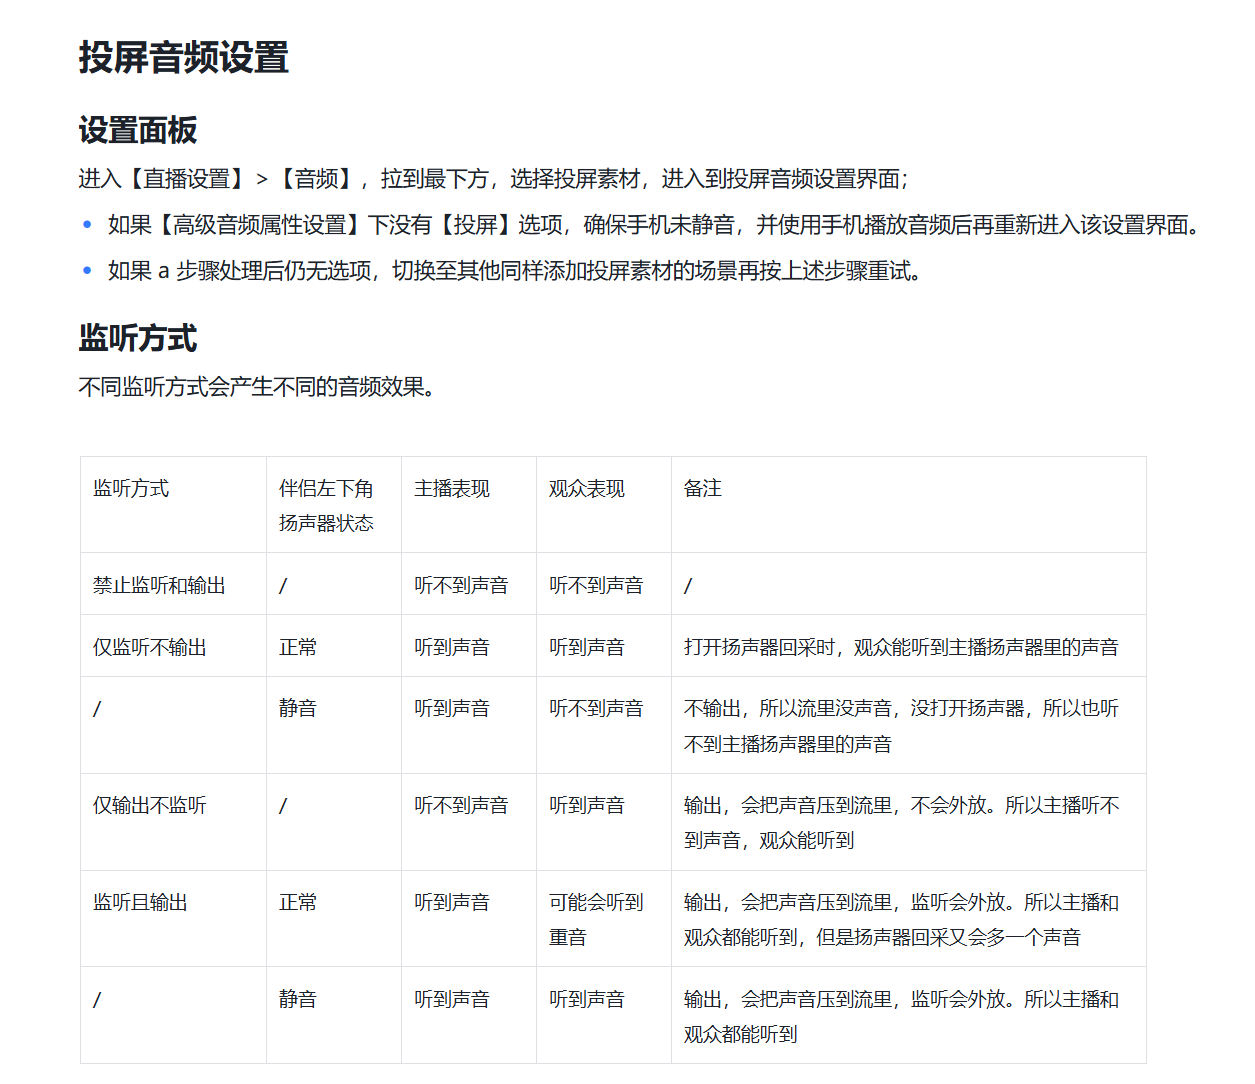 投屏音频设置
设置面板
进入【直播设置】>【音频】，拉到最下方，选择投屏素材，进入到投屏音频设置界面；
如果【高级音频属性设置】下没有【投屏】选项，确保手机未静音，并使用手机播放音频后再重新进入该设置界面。
如果 a 步骤处理后仍无选项，切换至其他同样添加投屏素材的场景再按上述步骤重试。
监听方式
不同监听方式会产生不同的音频效果。
监听方式
伴侣左下角
扬声器状态
主播表现
观众表现
备注
禁止监听和输出
/
听不到声音
听不到声音
/
仅监听不输出
正常
听到声音
听到声音
打开扬声器回采时，观众能听到主播扬声器里的声音
/
静音
听到声音
听不到声音
不输出，所以流里没声音，没打开扬声器，所以也听
不到主播扬声器里的声音
仅输出不监听
/
听不到声音
听到声音
输出，会把声音压到流里，不会外放。所以主播听不
到声音，观众能听到
监听且输出
正常
听到声音
可能会听到
重音
输出，会把声音压到流里，监听会外放。所以主播和
观众都能听到，但是扬声器回采又会多一个声音
/
静音
听到声音
听到声音
输出，会把声音压到流里，监听会外放。所以主播和
观众都能听到